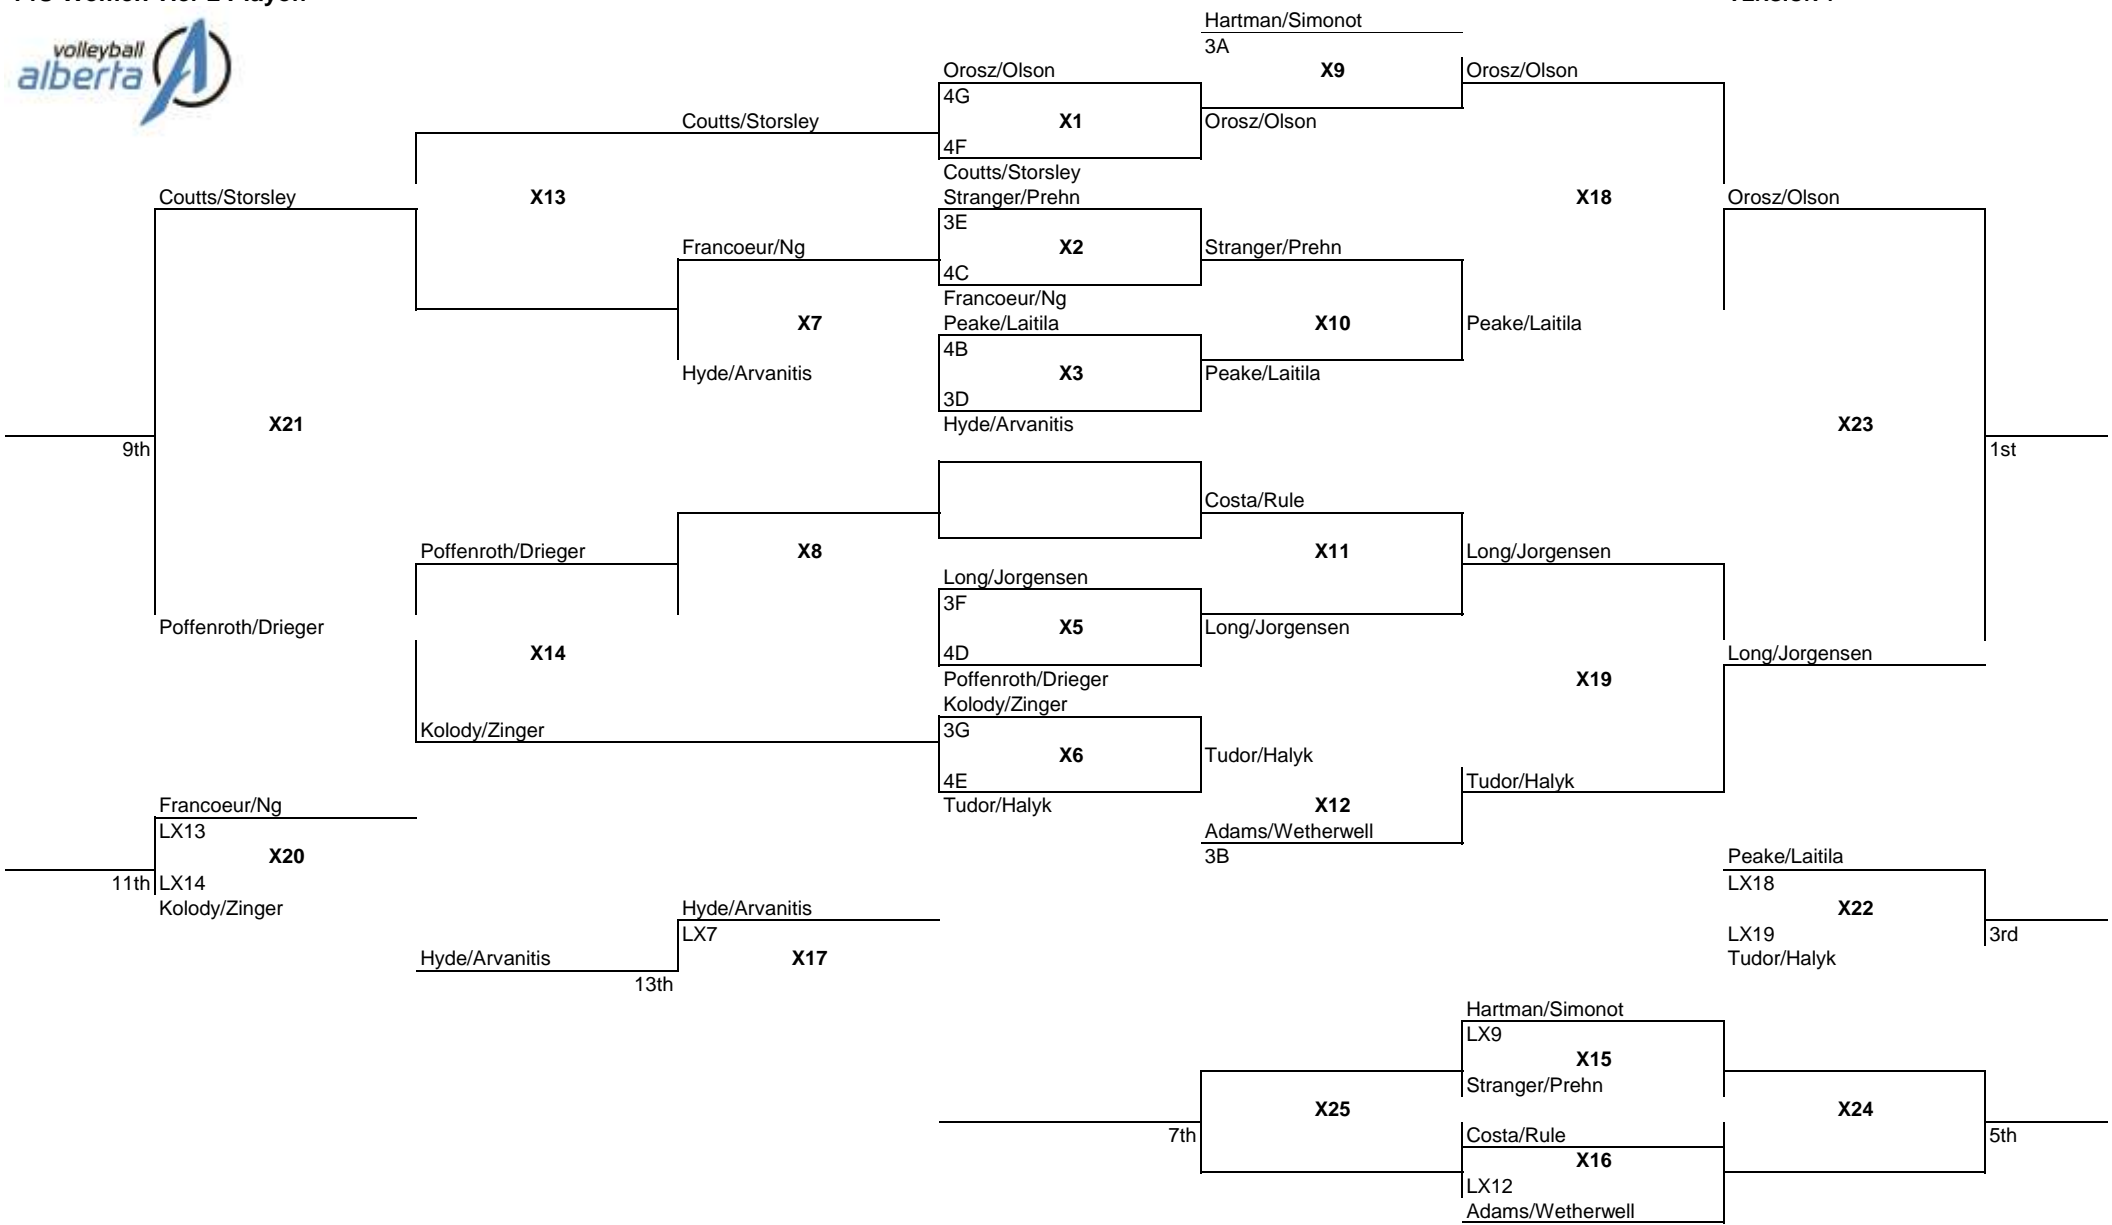 Hartman/Simonot
volleyball
alberta
3A
Orosz/Olson
X9
Orosz/Olson
4G
Coutts/Storsley
X1
Orosz/Olson
4F
Coutts/Storsley
Coutts/Storsley
X13
Stranger/Prehn
X18
Orosz/Olson
3E
Francoeur/Ng
X2
Stranger/Prehn
4C
Francoeur/Ng
X7
Peake/Laitila
X10
Peake/Laitila
4B
Hyde/Arvanitis
X3
Peake/Laitila
3D
X21
Hyde/Arvanitis
X23
9th
1st
Costa/Rule
Poffenroth/Drieger
X8
X11
Long/Jorgensen
Long/Jorgensen
3F
Poffenroth/Drieger
X5
Long/Jorgensen
X14
4D
Long/Jorgensen
Poffenroth/Drieger
X19
Kolody/Zinger
Kolody/Zinger
3G
X6
Tudor/Halyk
4E
Tudor/Halyk
Francoeur/Ng
Tudor/Halyk
X12
LX13
Adams/Wetherwell
X20
3B
Peake/Laitila
11th
LX14
LX18
Kolody/Zinger
Hyde/Arvanitis
X22
LX7
LX19
3rd
Hyde/Arvanitis
X17
Tudor/Halyk
13th
Hartman/Simonot
LX9
X15
Stranger/Prehn
X25
X24
7th
Costa/Rule
5th
X16
LX12
Adams/Wetherwell